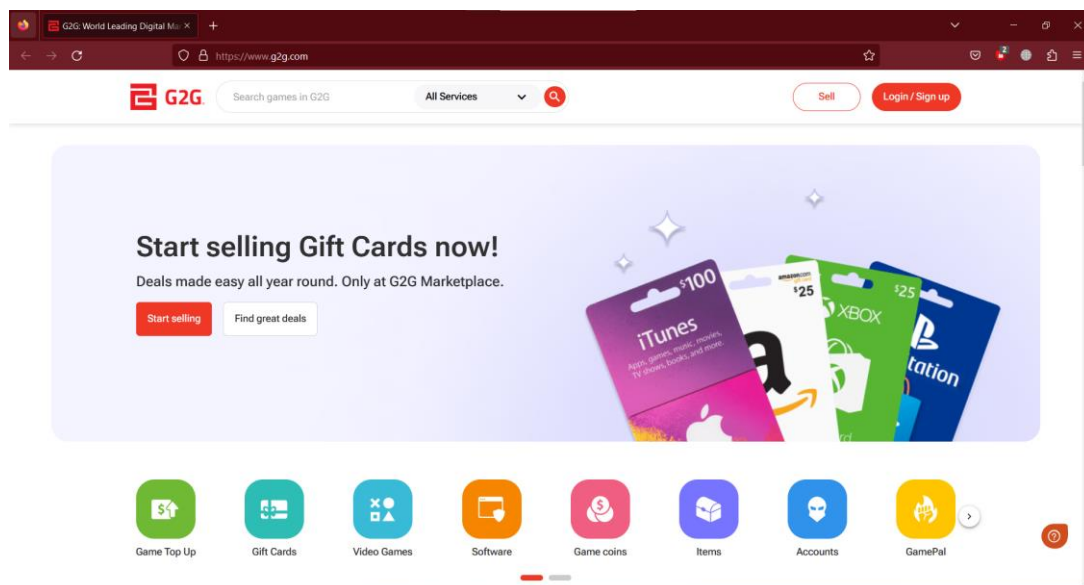 G2G: World Leading Digital Mar
https://www.g2g.com
2
G2G
Search games in G2G
All Services
Sell
Login / Sign up
Start selling Gift Cards now!
Deals made easy all year round. Only at G2G Marketplace.
Start selling
Find great deals
$100
iTunes
Apps, games, music, movies,
TV shows, books, and more.
amazon.com
$25
a
$25
XBOX
tation
Game Top Up
Gift Cards
Video Games
Software
Game coins
Items
Accounts
GamePal